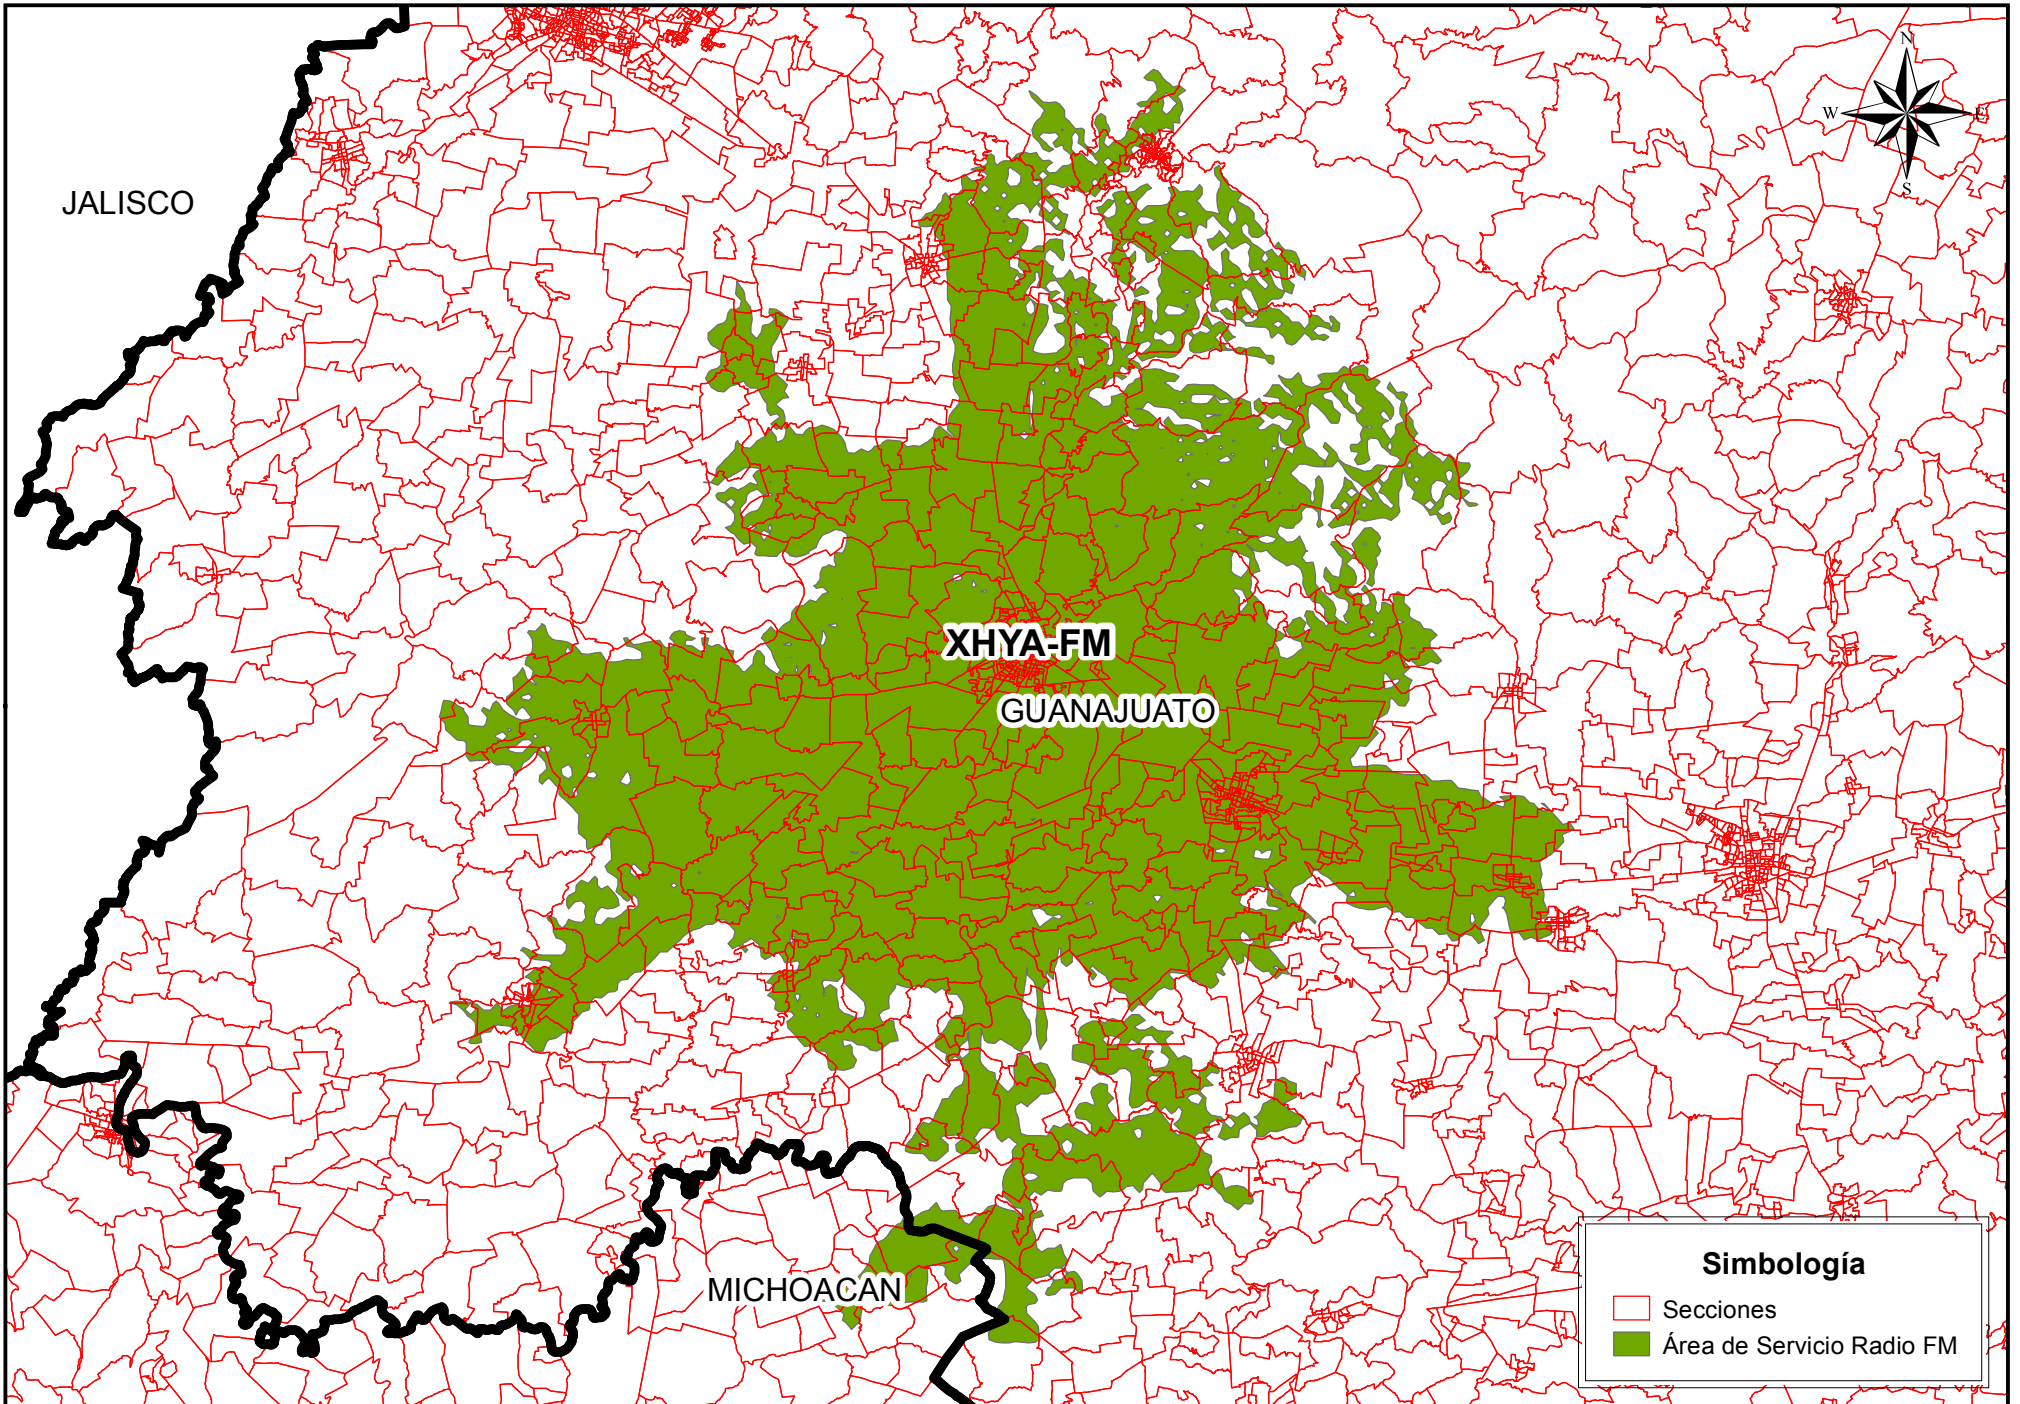 N
W
E
S
JALISCO
XHYA-FM
GUANAJUATO
MICHOACAN
Simbología
Secciones
Área de Servicio Radio FM